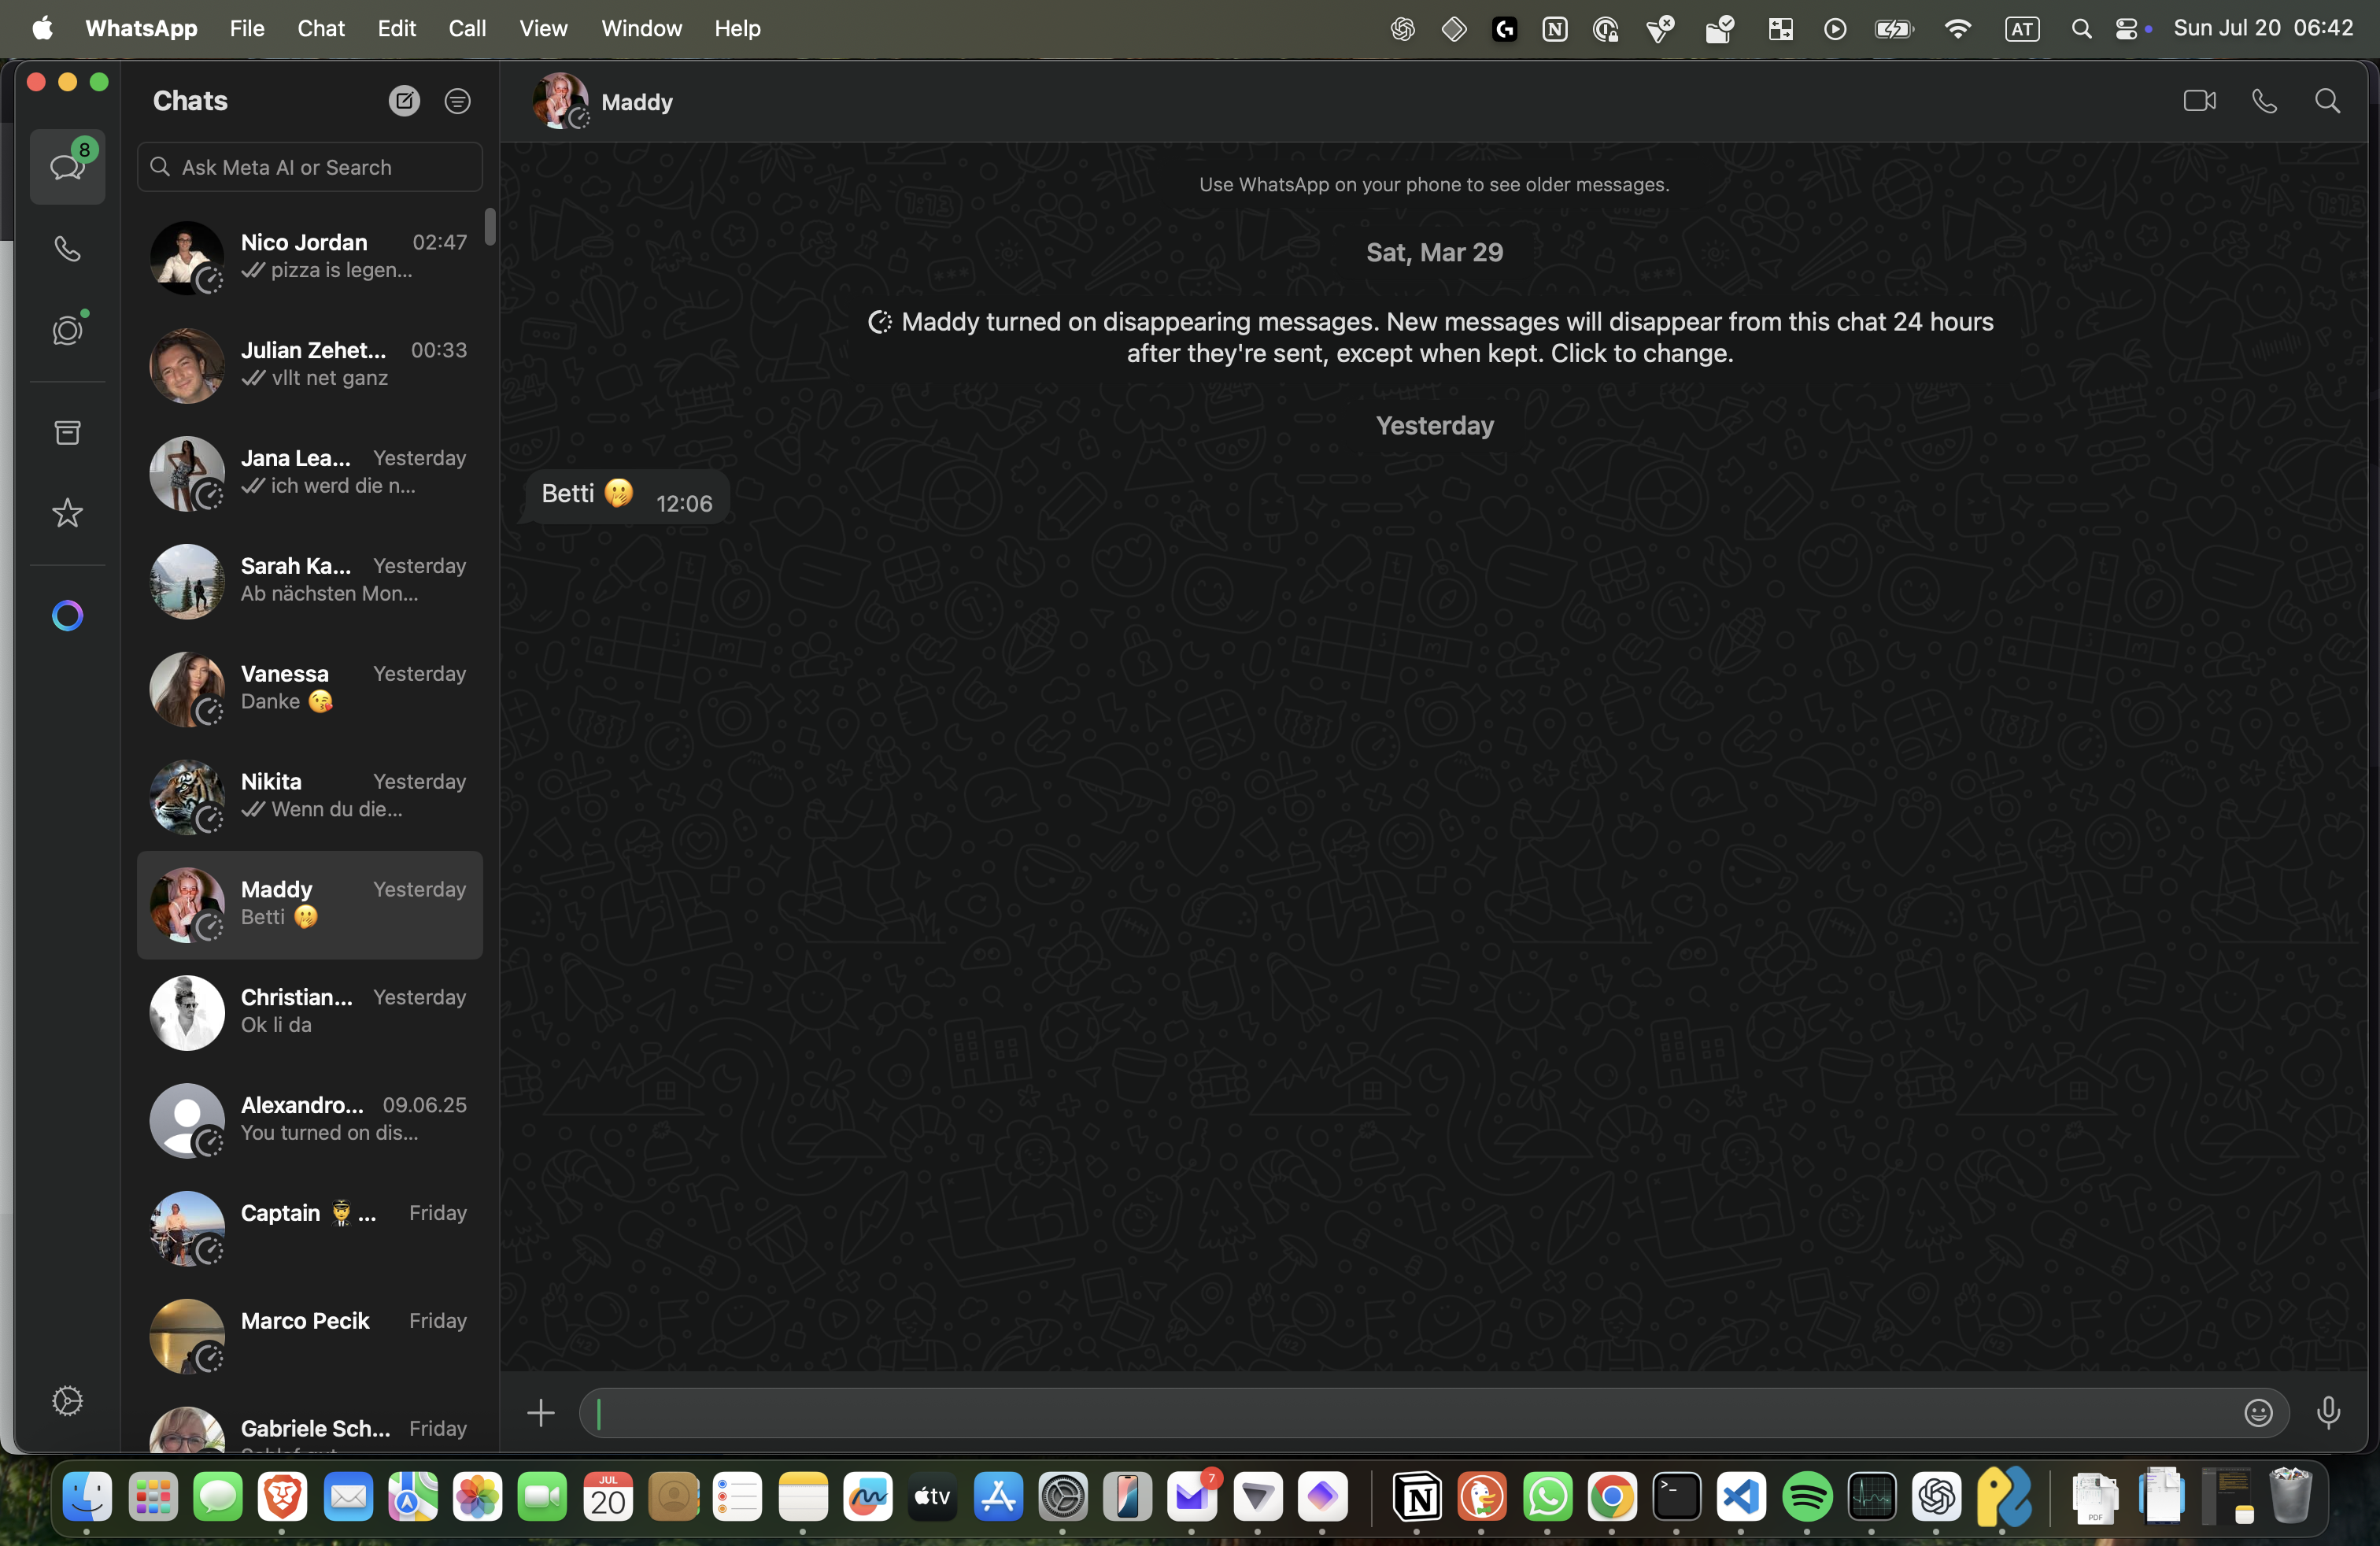 WhatsApp File Chat Edit Call View Window Help
AT Sun Jul 20 06:42
Chats
8
Ask Meta AI or Search
Nico Jordan 02:47
pizza is legen...
Julian Zehet... 00:33
vllt net ganz
Jana Lea... Yesterday
ich werd die n...
Sarah Ka... Yesterday
Ab nächsten Mon...
Vanessa Yesterday
Danke 😘
Nikita Yesterday
Wenn du die...
Maddy Yesterday
Betti 🤭
Christian... Yesterday
Ok li da
Alexandro... 09.06.25
You turned on dis...
Captain 👨‍✈️ ... Friday
Marco Pecik Friday
Gabriele Sch... Friday
Maddy
Use WhatsApp on your phone to see older messages.
Sat, Mar 29
Maddy turned on disappearing messages. New messages will disappear from this chat 24 hours
after they're sent, except when kept. Click to change.
Yesterday
Betti 🤭 12:06
JUL
20
tv
7
PDF